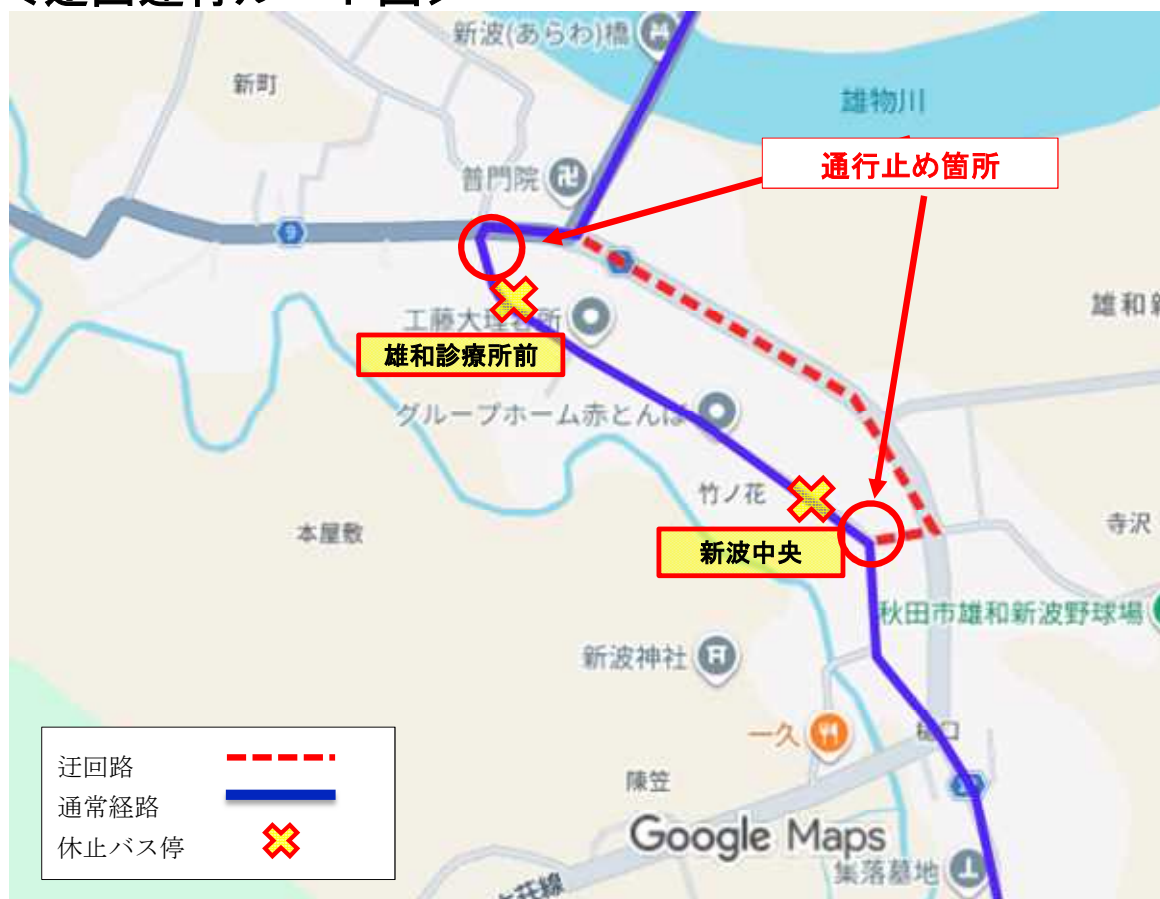 新波(あらわ)橋
新町
雄物川
通行止め箇所
普門院
9
工藤大理石所
雄和診療所前
グループホーム赤とんぼ
竹ノ花
本屋敷
新波中央
寺沢
秋田市雄和新波野球場
新波神社
一久
樋口
陳笠
Google Maps
集落墓地
迂回路
通常経路
休止バス停